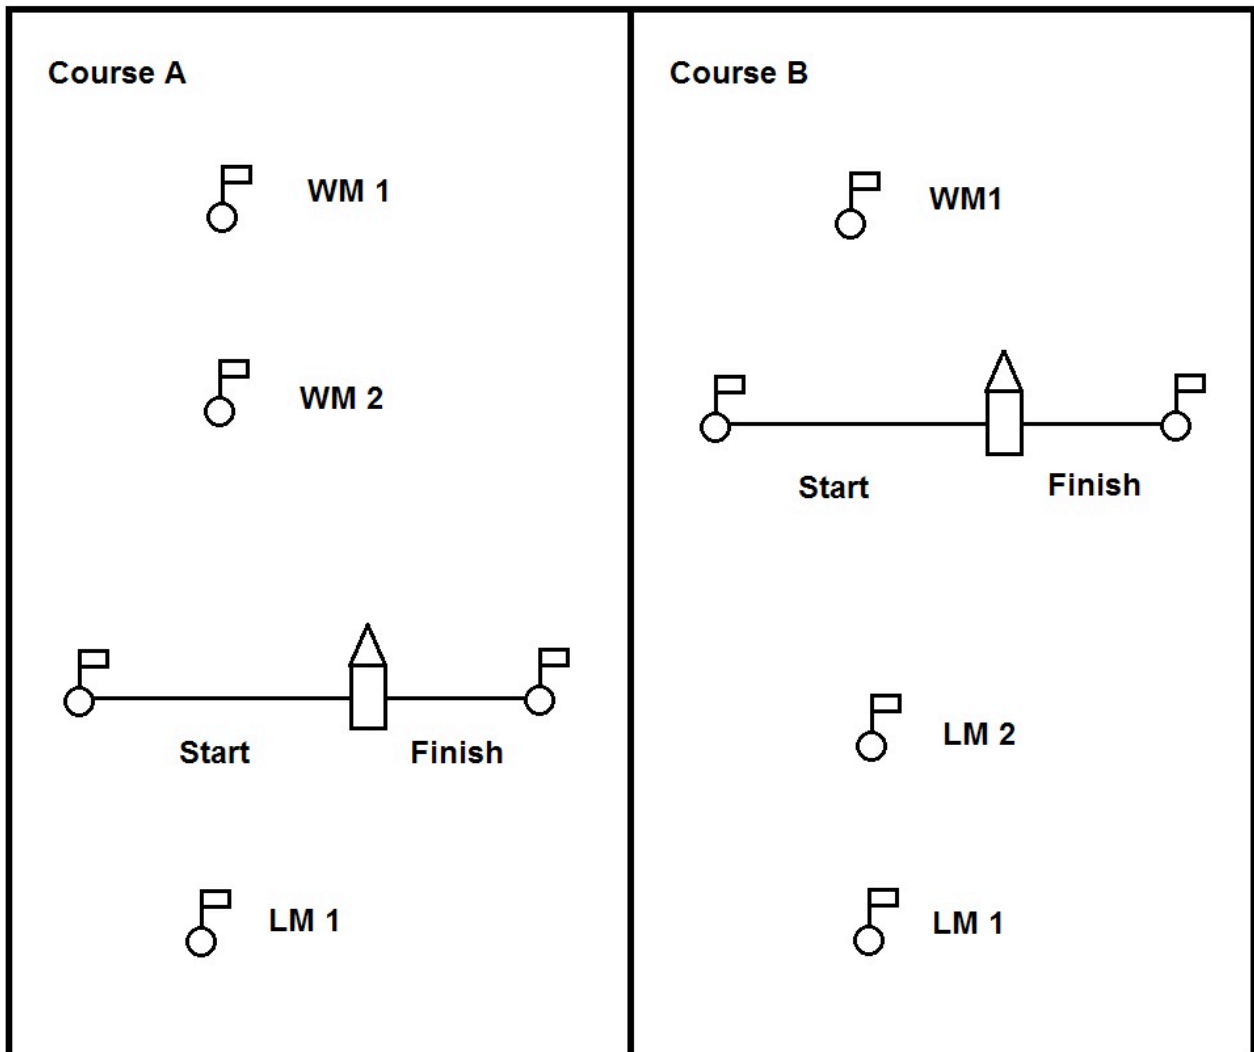 Course A
WM 1
WM 2
Start
Finish
LM 1
Course B
WM1
Start
Finish
LM 2
LM 1